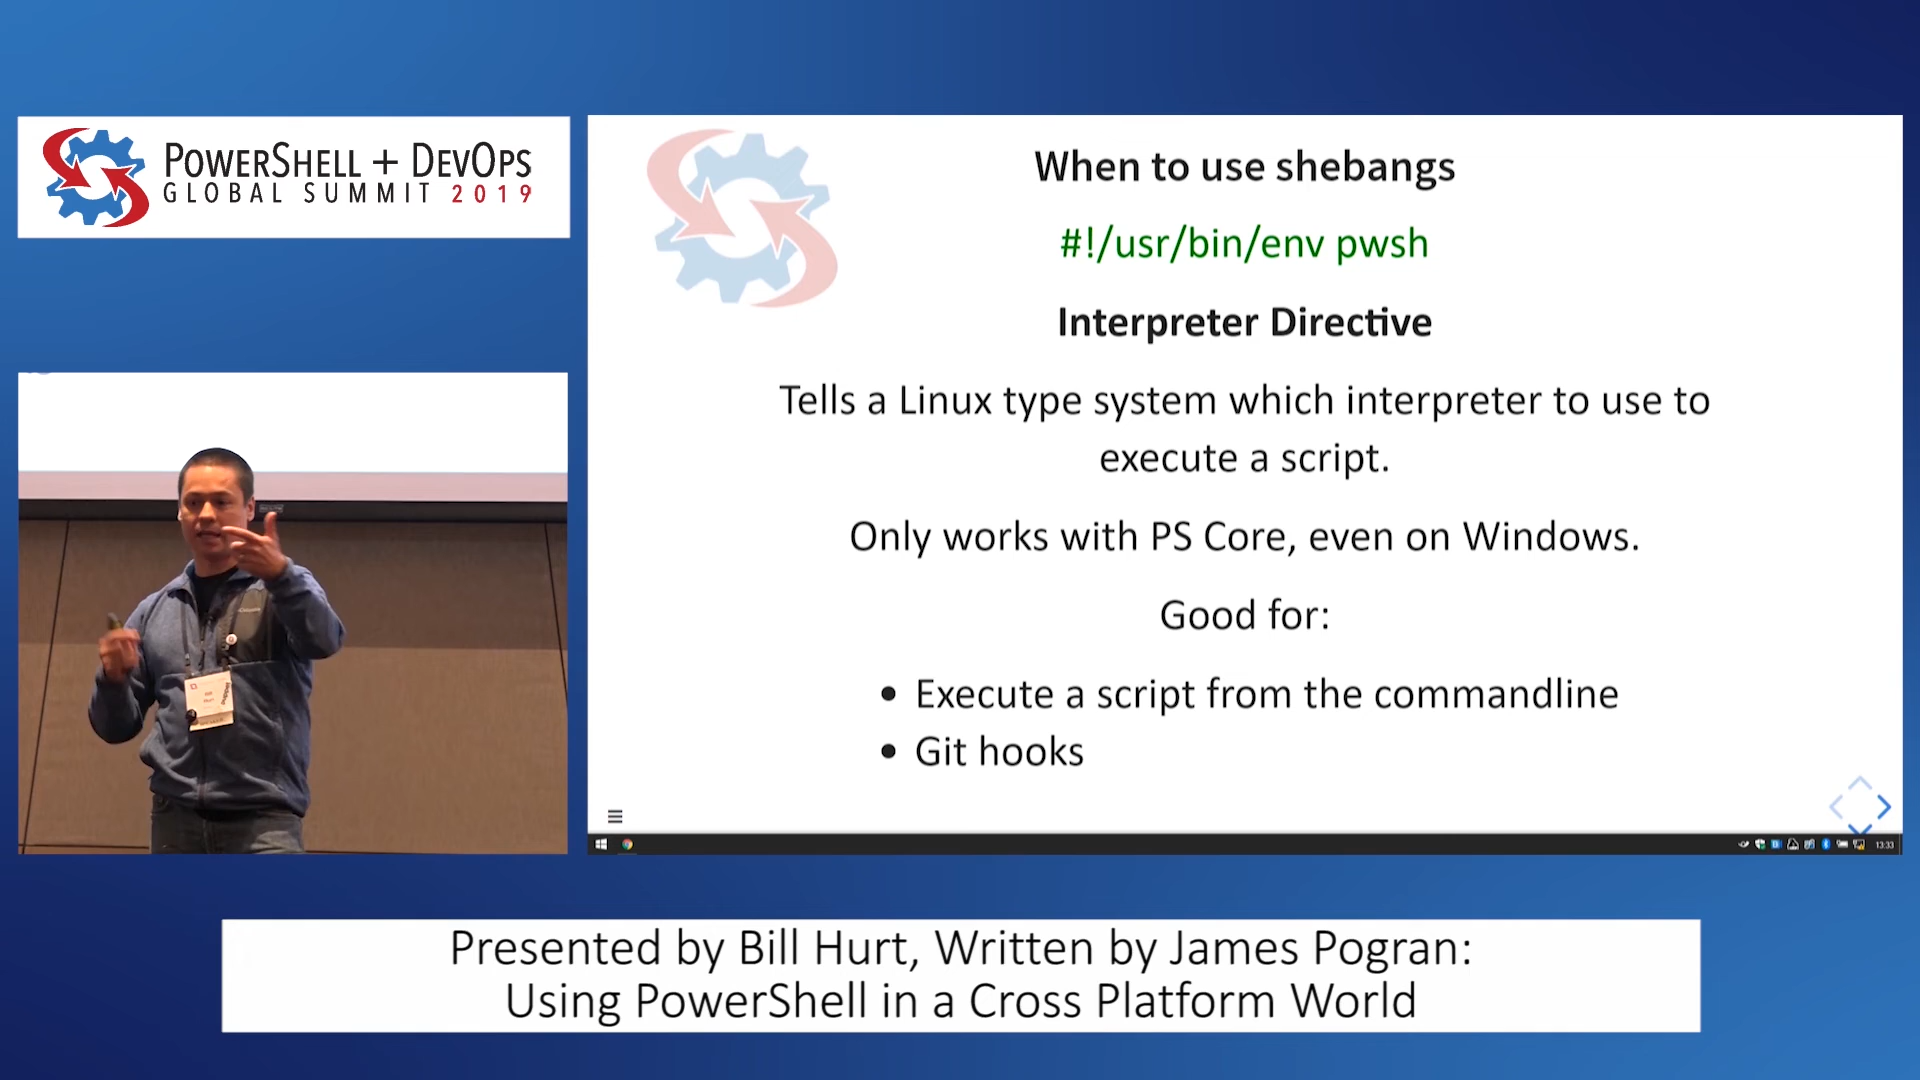 POWERSHELL + DEVOPS
GLOBAL SUMMIT 2019
When to use shebangs
#!/usr/bin/env pwsh
Interpreter Directive
Tells a Linux type system which interpreter to use to
execute a script.
Only works with PS Core, even on Windows.
Good for:
• Execute a script from the commandline
• Git hooks
13:33
Presented by Bill Hurt, Written by James Pogran:
Using PowerShell in a Cross Platform World